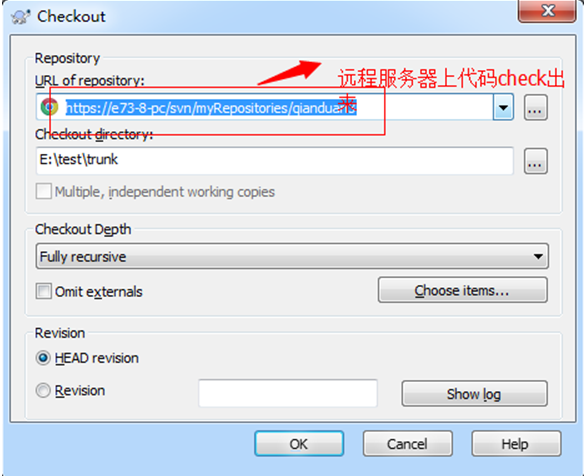 Checkout
Repository
URL of repository:
远程服务器上代码check出
来
https://e73-8-pc/svn/myRepositories/qianduan
...
Checkout directory:
E:\test\trunk
...
Multiple, independent working copies
Checkout Depth
Fully recursive
Omit externals
Choose items...
Revision
HEAD revision
Revision
Show log
OK
Cancel
Help